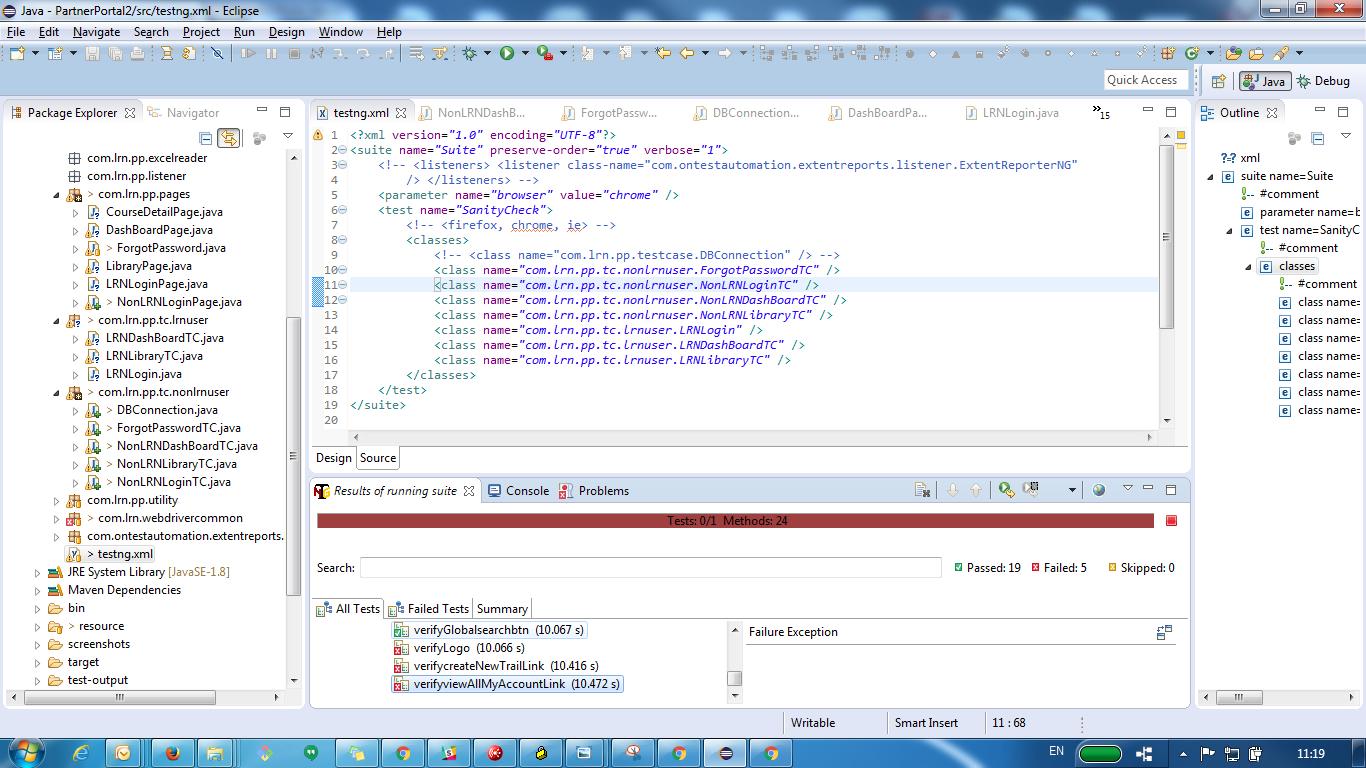 Java - PartnerPortal2/src/testng.xml - Eclipse
File Edit Navigate Search Project Run Design Window Help
Quick Access Java Debug
Package Explorer Navigator
com.lrn.pp.excelreader
com.lrn.pp.listener
> com.lrn.pp.pages
CourseDetailPage.java
DashBoardPage.java
> ForgotPassword.java
LibraryPage.java
LRNLoginPage.java
> NonLRNLoginPage.java
> com.lrn.pp.tc.lrnuser
LRNDashBoardTC.java
LRNLibraryTC.java
LRNLogin.java
> com.lrn.pp.tc.nonlrnuser
> DBConnection.java
> ForgotPasswordTC.java
> NonLRNDashBoardTC.java
> NonLRNLibraryTC.java
> NonLRNLoginTC.java
com.lrn.pp.utility
> com.lrn.webdrivercommon
com.ontestautomation.extentreports.
> testng.xml
JRE System Library [JavaSE-1.8]
Maven Dependencies
bin
> resource
screenshots
target
test-output
testng.xml NonLRNDashB... ForgotPassw... DBConnection... DashBoardPa... LRNLogin.java »15
1 <?xml version="1.0" encoding="UTF-8"?>
2 <suite name="Suite" preserve-order="true" verbose="1">
3 <!-- <listeners> <listener class-name="com.ontestautomation.extentreports.listener.ExtentReporterNG"
4 /> </listeners> -->
5 <parameter name="browser" value="chrome" />
6 <test name="SanityCheck">
7 <!-- <firefox, chrome, ie> -->
8 <classes>
9 <!-- <class name="com.lrn.pp.testcase.DBConnection" /> -->
10 <class name="com.lrn.pp.tc.nonlrnuser.ForgotPasswordTC" />
11 <class name="com.lrn.pp.tc.nonlrnuser.NonLRNLoginTC" />
12 <class name="com.lrn.pp.tc.nonlrnuser.NonLRNDashBoardTC" />
13 <class name="com.lrn.pp.tc.nonlrnuser.NonLRNLibraryTC" />
14 <class name="com.lrn.pp.tc.lrnuser.LRNLogin" />
15 <class name="com.lrn.pp.tc.lrnuser.LRNDashBoardTC" />
16 <class name="com.lrn.pp.tc.lrnuser.LRNLibraryTC" />
17 </classes>
18 </test>
19 </suite>
20
Design Source
Results of running suite Console Problems
Tests: 0/1 Methods: 24
Search: Passed: 19 Failed: 5 Skipped: 0
All Tests Failed Tests Summary
verifyGlobalsearchbtn (10.067 s)
verifyLogo (10.066 s)
verifycreateNewTrailLink (10.416 s)
verifyviewAllMyAccountLink (10.472 s)
Failure Exception
Outline
?=? xml
suite name=Suite
#comment
parameter name=b
test name=SanityC
#comment
classes
#comment
class name=
class name=
class name=
class name=
class name=
class name=
class name=
Writable Smart Insert 11 : 68
EN 11:19